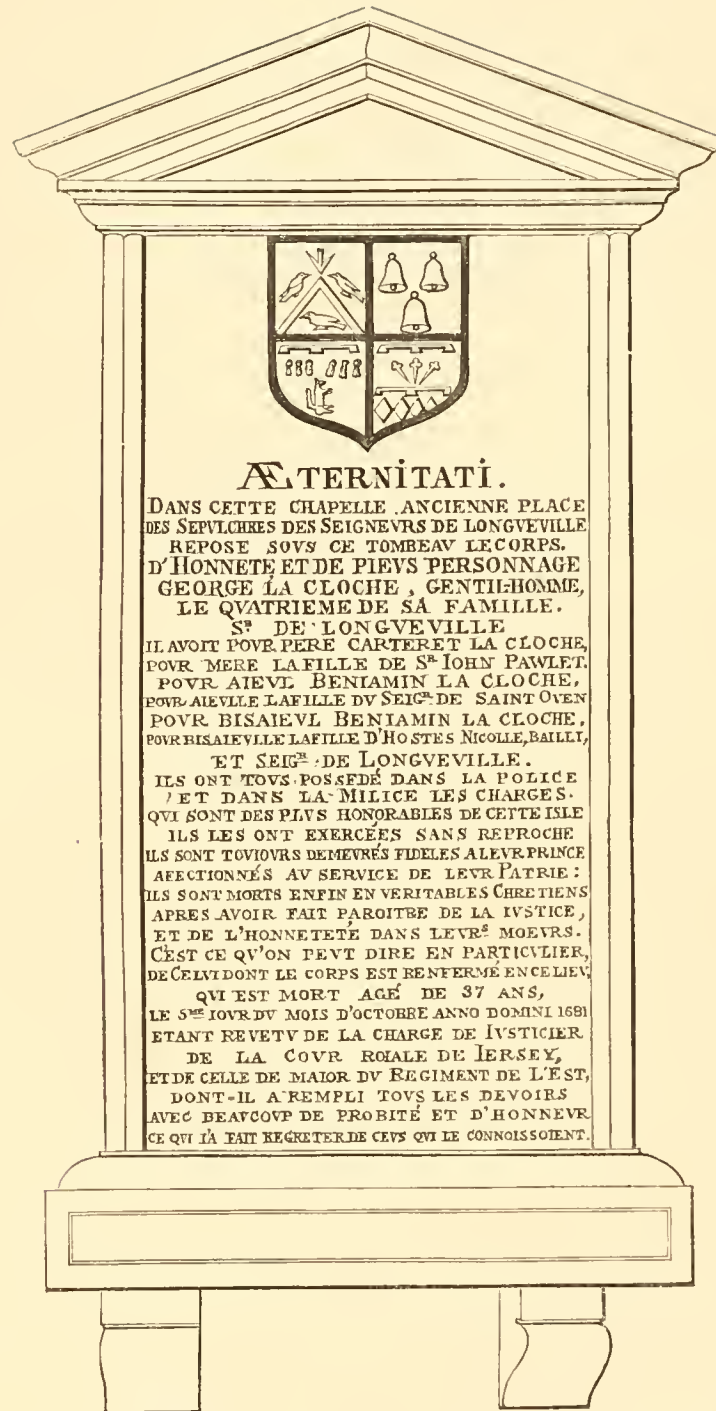 ÆTERNiTATi.
DANS CETTE CHAPELLE . ANCIENNE PLACE
DES SEPVLCHRES DES SEIGNEVRS DE LONGVEVILLE
REPOSE SOVS CE TOMBEAV LE CORPS.
D'HONNETE ET DE PIEVS PERSONNAGE
GEORGE LA CLOCHE , GENTIL-HOMME,
LE QVATRIEME DE SA FAMILLE.
SR. DE LONGVEVILLE
IL AVOIT POVR PERE CARTERET LA CLOCHE,
POVR MERE LA FILLE DE SR. IOHN PAWLET.
POVR AIEVL BENIAMIN LA CLOCHE,
POVR AIEVLLE LA FILLE DV SEIGR. DE SAINT OVEN
POVR BISAIEVL BENIAMIN LA CLOCHE,
POVR BISAIEVLLE LA FILLE D'HOSTES NICOLLE, BAILLI,
ET SEIGR. DE LONGVEVILLE.
ILS ONT TOVS POSSEDÉ DANS LA POLICE
ET DANS LA MILICE LES CHARGES.
QVI SONT DES PLVS HONORABLES DE CETTE ISLE
ILS LES ONT EXERCÉES SANS REPROCHE
ILS SONT TOVIOVRS DEMEVRÉS FIDELES A LEVR PRINCE
AFECTIONNÉS AV SERVICE DE LEVR PATRIE :
ILS SONT MORTS ENFIN EN VERITABLES CHRETIENS
APRES AVOIR FAIT PAROITRE DE LA IVSTICE,
ET DE L'HONNETETÉ DANS LEVRS MOEVRS.
C'EST CE QV'ON PEVT DIRE EN PARTICVLIER,
DE CELVI DONT LE CORPS EST RENFERMÉ EN CE LIEV,
QVI EST MORT AGÉ DE 37 ANS,
LE 5ME IOVR DV MOIS D'OCTOBRE ANNO DOMINI 1681
ETANT REVETV DE LA CHARGE DE IVSTICIER
DE LA COVR ROIALE DE IERSEY,
ET DE CELLE DE MAIOR DV REGIMENT DE L'EST,
DONT-IL A REMPLI TOVS LES DEVOIRS
AVEC BEAVCOVP DE PROBITÉ ET D'HONNEVR
CE QVI L'A FAIT REGRETER DE CEVS QVI LE CONNOISSOIENT.